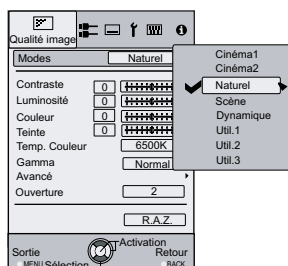 Qualité image
Modes Naturel
Contraste 0
Luminosité 0
Couleur 0
Teinte 0
Temp. Couleur 6500K
Gamma Normal
Avancé
Ouverture 2
R.A.Z.
Activation
Sortie Retour
MENU Sélection BACK
Cinéma1
Cinéma2
Naturel
Scène
Dynamique
Util.1
Util.2
Util.3